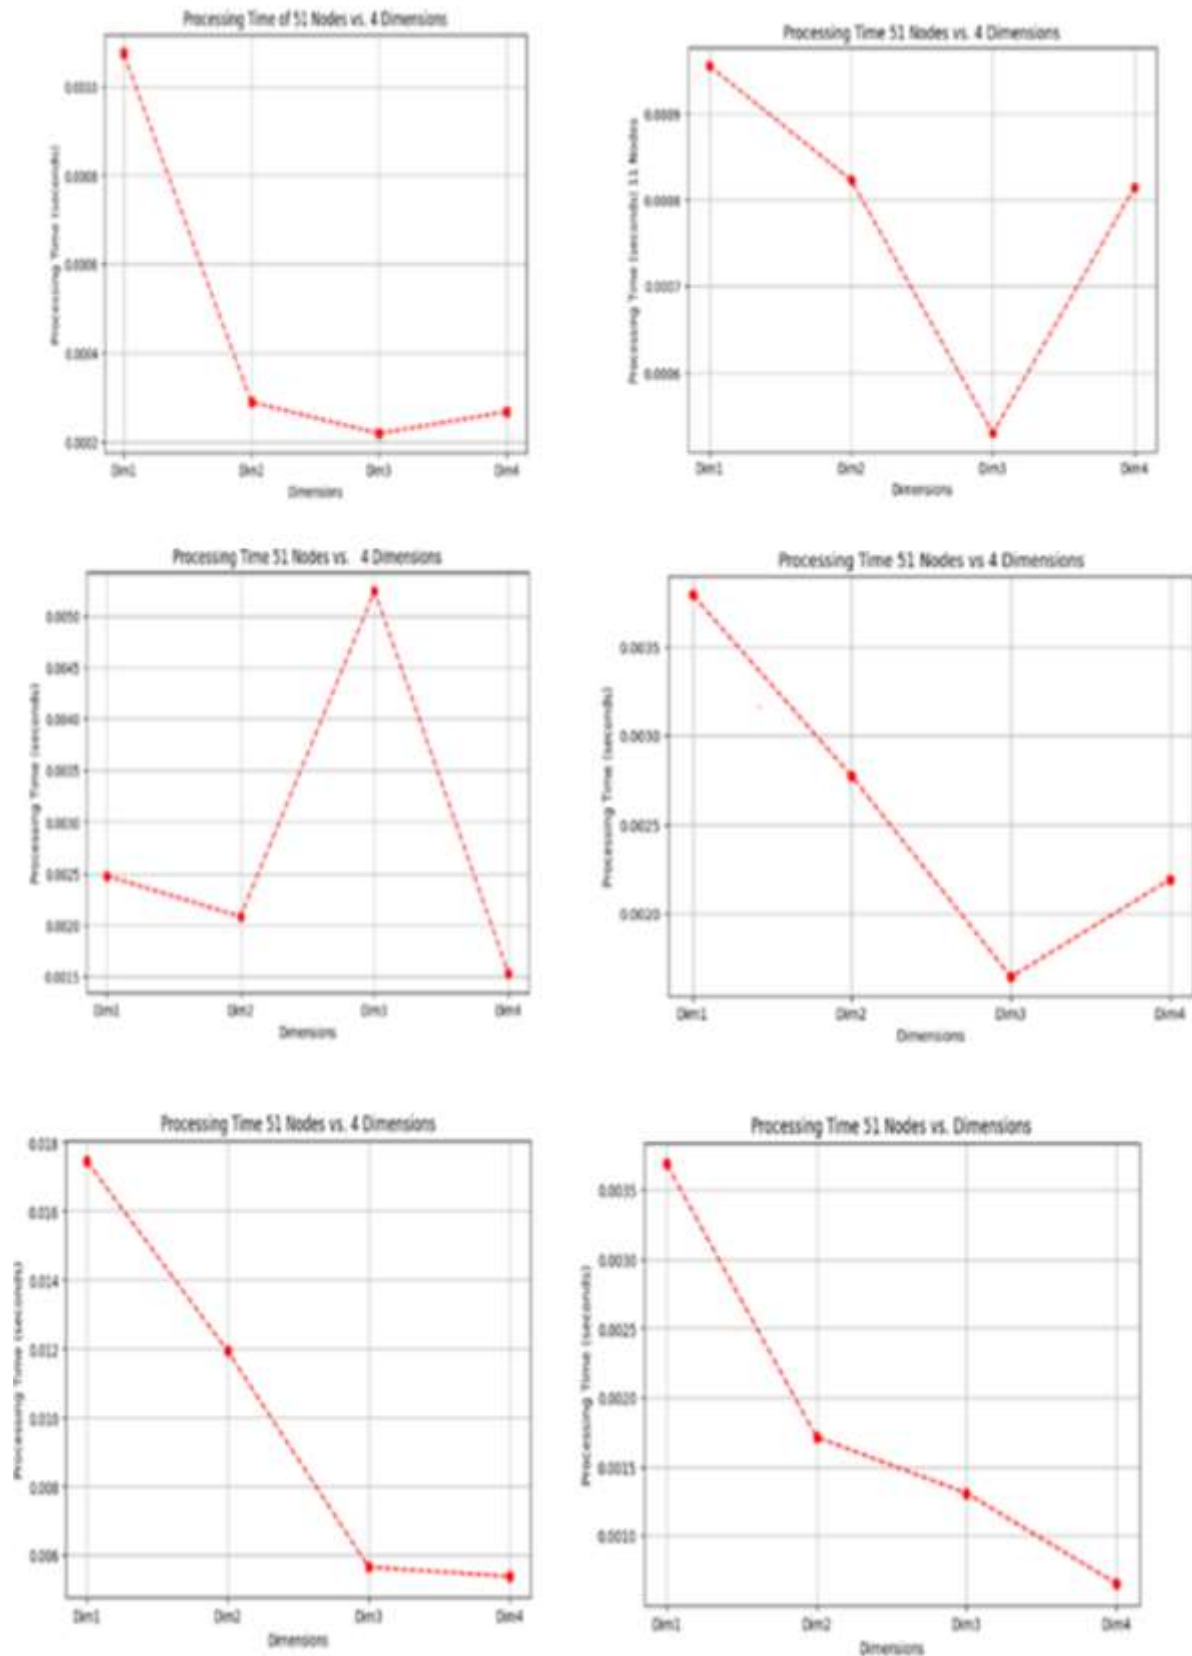 Processing Time of 51 Nodes vs. 4 Dimensions
Processing Time (seconds)
0.0010
0.0008
0.0006
0.0004
0.0002
Dim1 Dim2 Dim3 Dim4
Dimensions
Processing Time 51 Nodes vs. 4 Dimensions
Processing Time (seconds) 11 Nodes
0.0009
0.0008
0.0007
0.0006
Dim1 Dim2 Dim3 Dim4
Dimensions
Processing Time 51 Nodes vs. 4 Dimensions
Processing Time (seconds)
0.0050
0.0045
0.0040
0.0035
0.0030
0.0025
0.0020
0.0015
Dim1 Dim2 Dim3 Dim4
Dimensions
Processing Time 51 Nodes vs 4 Dimensions
Processing Time (seconds)
0.0035
0.0030
0.0025
0.0020
Dim1 Dim2 Dim3 Dim4
Dimensions
Processing Time 51 Nodes vs. 4 Dimensions
Processing Time (seconds)
0.018
0.016
0.014
0.012
0.010
0.008
0.006
Dim1 Dim2 Dim3 Dim4
Dimensions
Processing Time 51 Nodes vs. Dimensions
Processing Time (seconds)
0.0035
0.0030
0.0025
0.0020
0.0015
0.0010
Dim1 Dim2 Dim3 Dim4
Dimensions